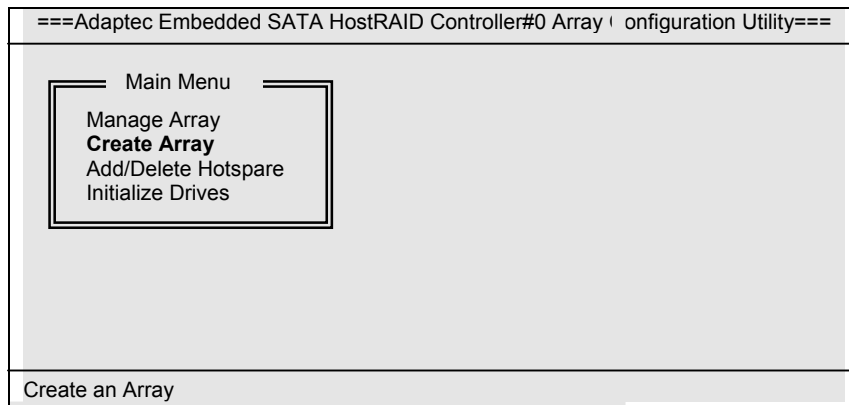 ===Adaptec Embedded SATA HostRAID Controller#0 Array Configuration Utility===
Main Menu
Manage Array
Create Array
Add/Delete Hotspare
Initialize Drives
Create an Array